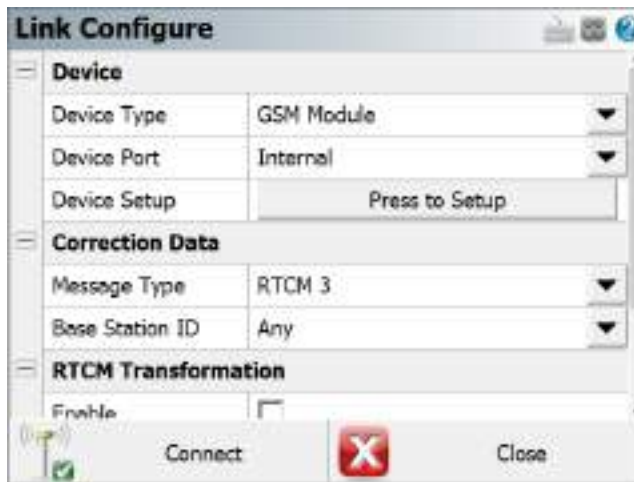 Link Configure
Device
Device Type GSM Module
Device Port Internal
Device Setup Press to Setup
Correction Data
Message Type RTCM 3
Base Station ID Any
RTCM Transformation
Enable
Connect Close